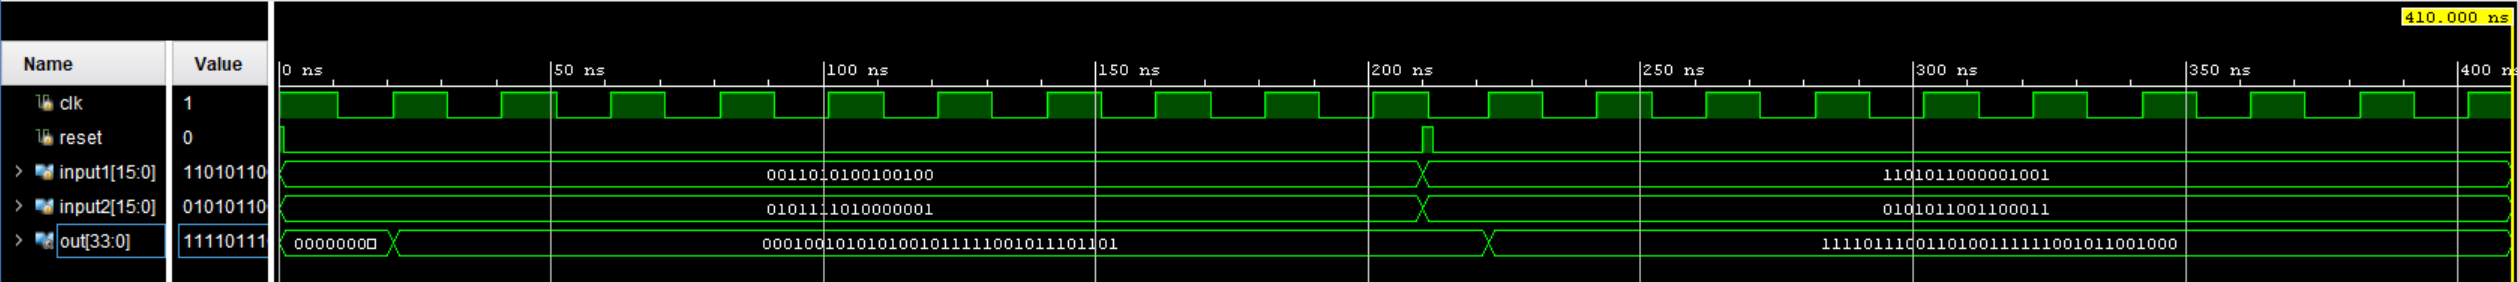 410.000 ns
Name Value
0 ns 50 ns 100 ns 150 ns 200 ns 250 ns 300 ns 350 ns 400 n
clk 1
reset 0
input1[15:0] 11010110 0011010100100100 1101011000001001
input2[15:0] 01010110 0101111010000001 0101011001100011
out[33:0] 11110111 00000000 0001001010101001011111001011101101 1111011100110100111111001011001000